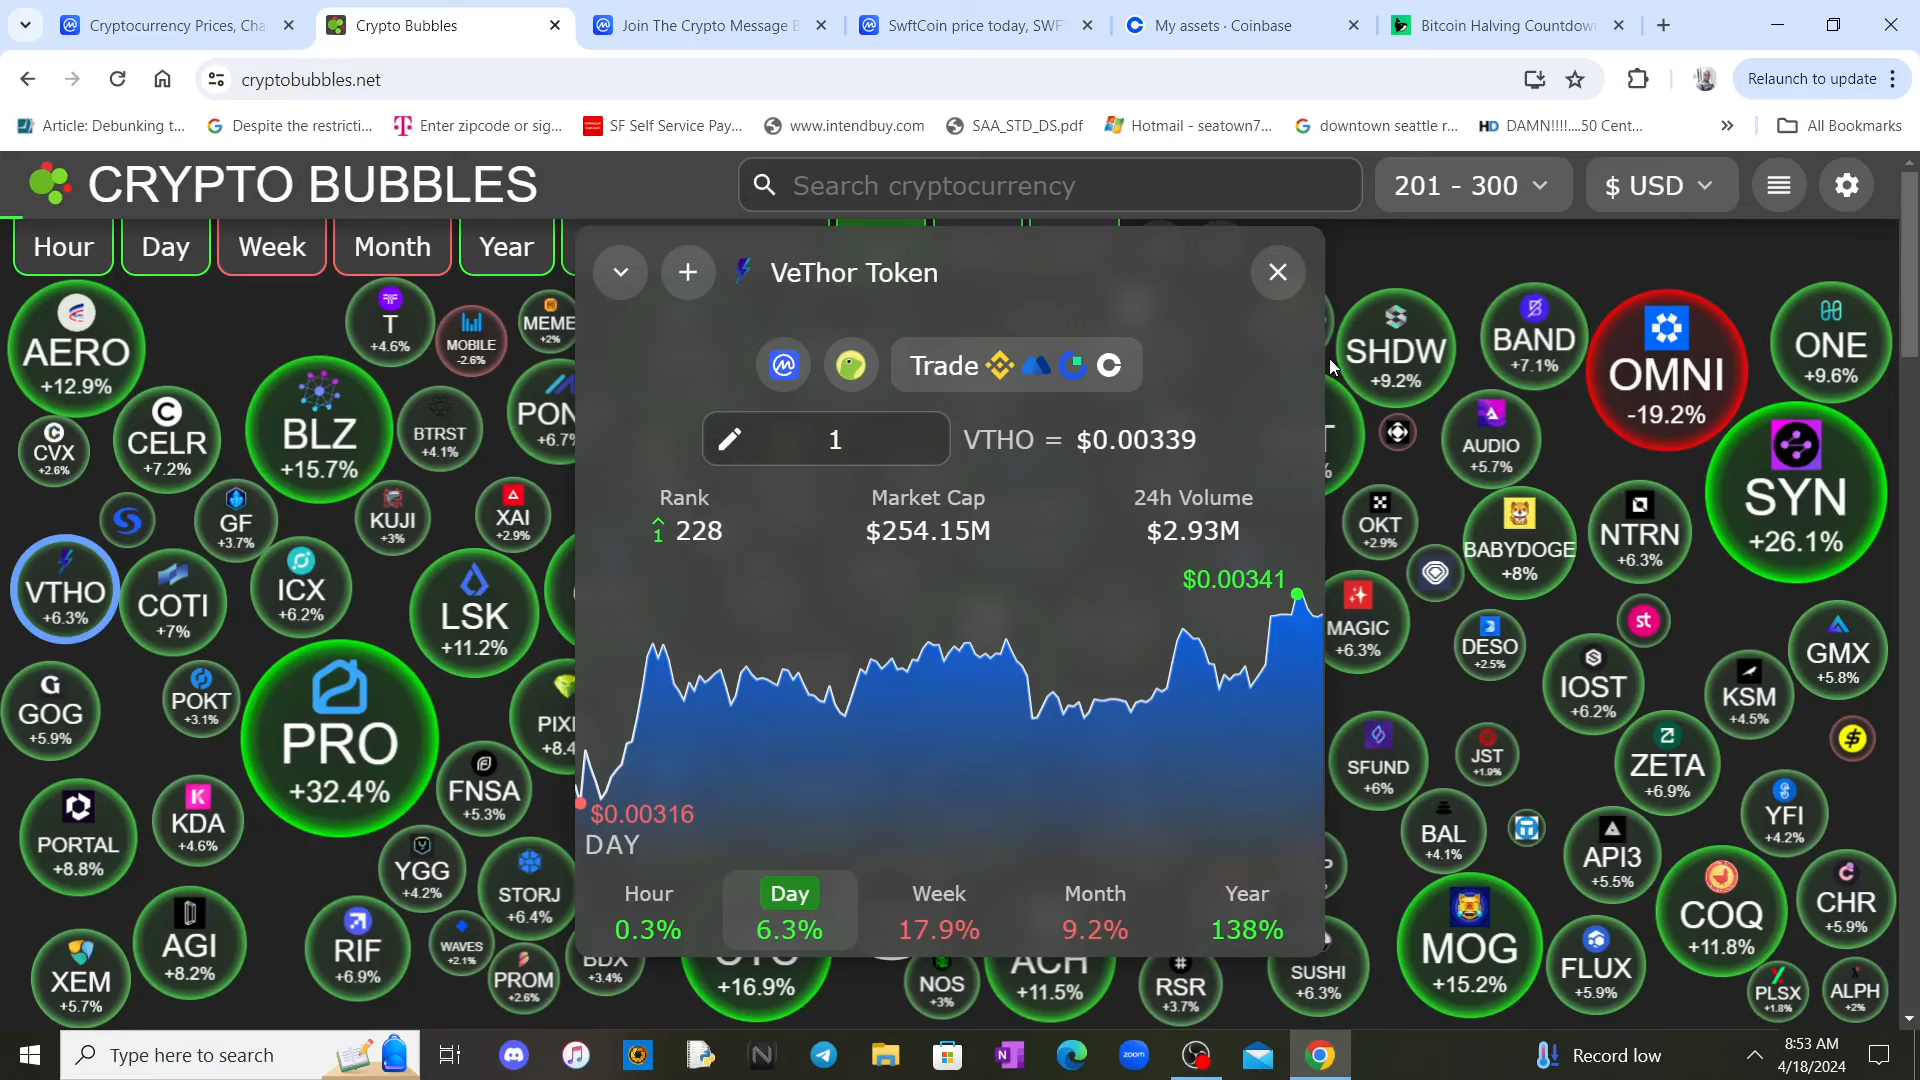 Cryptocurrency Prices, Cha
Crypto Bubbles
Join The Crypto Message B
SwftCoin price today, SWF
My assets · Coinbase
Bitcoin Halving Countdow
cryptobubbles.net
Relaunch to update
Article: Debunking t...
Despite the restricti...
Enter zipcode or sig...
SF Self Service Pay...
www.intendbuy.com
SAA_STD_DS.pdf
Hotmail - seatown7...
downtown seattle r...
HD DAMN!!!!....50 Cent...
All Bookmarks
CRYPTO BUBBLES
Search cryptocurrency
201 - 300
$ USD
Hour
Day
Week
Month
Year
VeThor Token
Trade
1
VTHO = $0.00339
Rank
Market Cap
24h Volume
1 228
$254.15M
$2.93M
$0.00341
$0.00316
DAY
Hour
Day
Week
Month
Year
0.3%
6.3%
17.9%
9.2%
138%
AERO
+12.9%
T
+4.6%
MOBILE
-2.6%
MEME
+2%
BLZ
+15.7%
CVX
+2.6%
CELR
+7.2%
BTRST
+4.1%
PON
+6.7
GF
+3.7%
KUJI
+3%
XAI
+2.9%
VTHO
+6.3%
COTI
+7%
ICX
+6.2%
LSK
+11.2%
G
GOG
+5.9%
POKT
+3.1%
PRO
+32.4%
PIXE
+8.4
FNSA
+5.3%
PORTAL
+8.8%
K
KDA
+4.6%
YGG
+4.2%
STORJ
+6.4%
AGI
+8.2%
RIF
+6.9%
WAVES
+2.1%
XEM
+5.7%
PROM
+2.6%
BDX
+3.4%
+16.9%
NOS
+3%
ACH
+11.5%
RSR
+3.7%
SUSHI
+6.3%
SHDW
+9.2%
BAND
+7.1%
OMNI
-19.2%
ONE
+9.6%
AUDIO
+5.7%
SYN
+26.1%
OKT
+2.9%
BABYDOGE
+8%
NTRN
+6.3%
MAGIC
+6.3%
DESO
+2.5%
st
GMX
+5.8%
IOST
+6.2%
KSM
+4.5%
SFUND
+6%
JST
+1.9%
ZETA
+6.9%
YFI
+4.2%
BAL
+4.1%
API3
+5.5%
COQ
+11.8%
CHR
+5.9%
MOG
+15.2%
FLUX
+5.9%
PLSX
+1.8%
ALPH
+2%
Type here to search
zoom
Record low
8:53 AM
4/18/2024